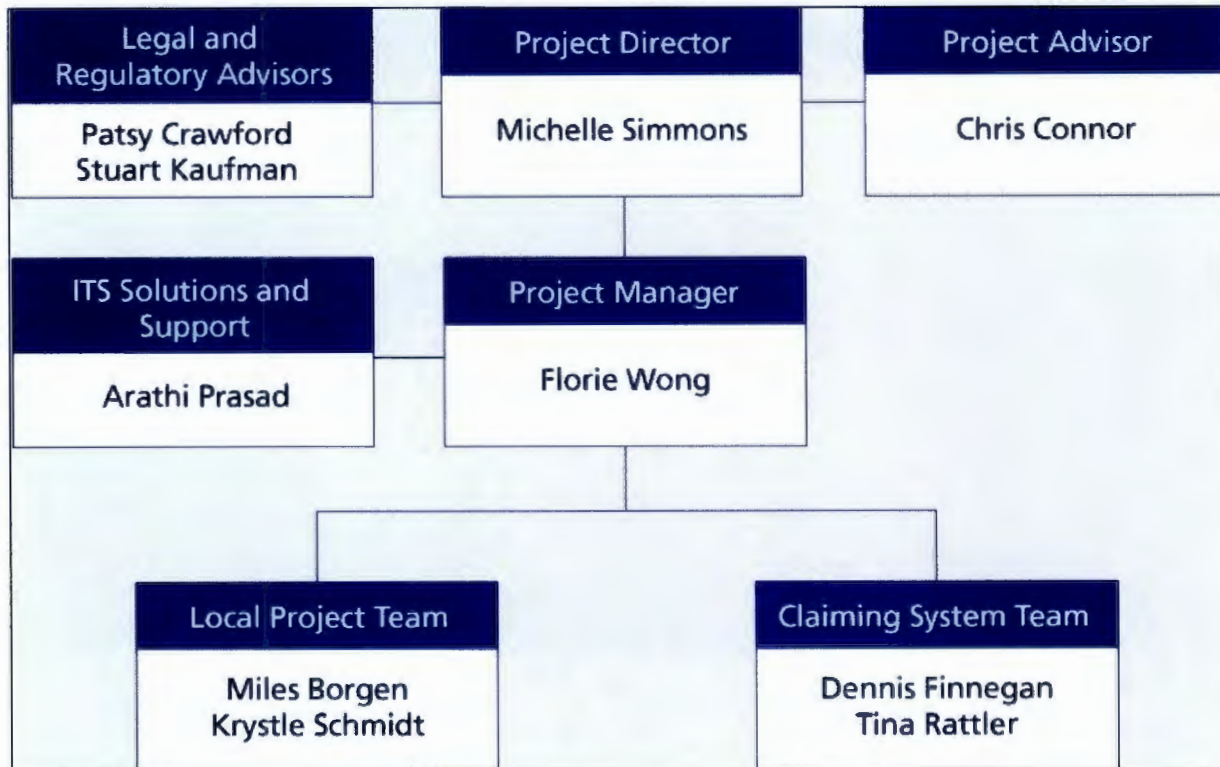 Legal and
Regulatory Advisors
Patsy Crawford
Stuart Kaufman
Project Director
Michelle Simmons
Project Advisor
Chris Connor
ITS Solutions and
Support
Arathi Prasad
Project Manager
Florie Wong
Local Project Team
Miles Borgen
Krystle Schmidt
Claiming System Team
Dennis Finnegan
Tina Rattler